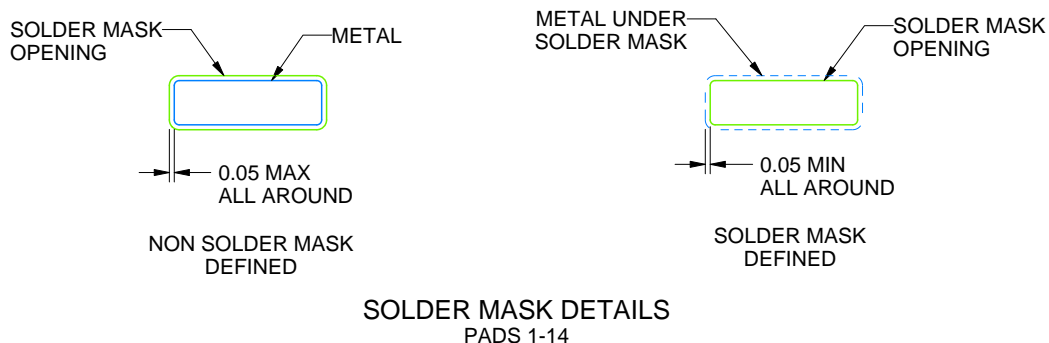 SOLDER MASK
OPENING
METAL
0.05 MAX
ALL AROUND
NON SOLDER MASK
DEFINED
METAL UNDER
SOLDER MASK
SOLDER MASK
OPENING
0.05 MIN
ALL AROUND
SOLDER MASK
DEFINED
SOLDER MASK DETAILS
PADS 1-14